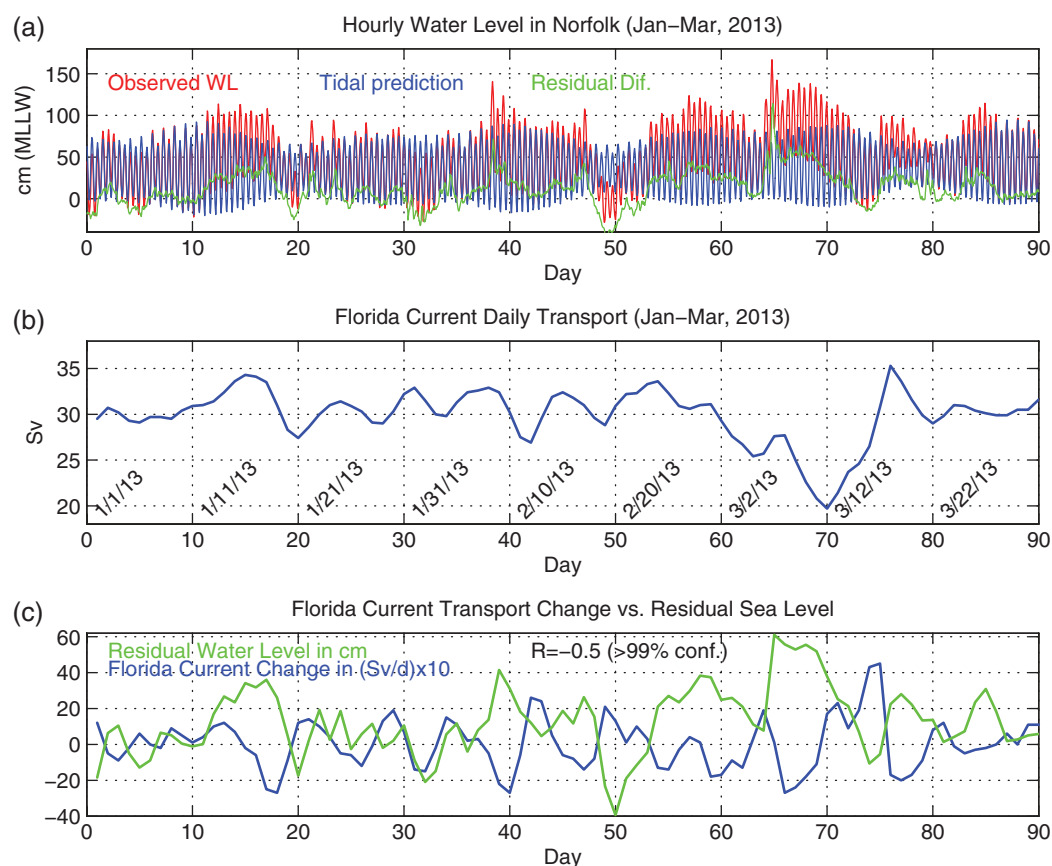 (a)
Hourly Water Level in Norfolk (Jan–Mar, 2013)
Observed WL Tidal prediction Residual Dif.
cm (MLLW)
150
100
50
0
0 10 20 30 40 50 60 70 80 90
Day
(b)
Florida Current Daily Transport (Jan–Mar, 2013)
Sv
35
30
25
20
1/1/13 1/11/13 1/21/13 1/31/13 2/10/13 2/20/13 3/2/13 3/12/13 3/22/13
0 10 20 30 40 50 60 70 80 90
Day
(c)
Florida Current Transport Change vs. Residual Sea Level
Residual Water Level in cm R=−0.5 (>99% conf.)
Florida Current Change in (Sv/d)x10
60
40
20
0
−20
−40
0 10 20 30 40 50 60 70 80 90
Day